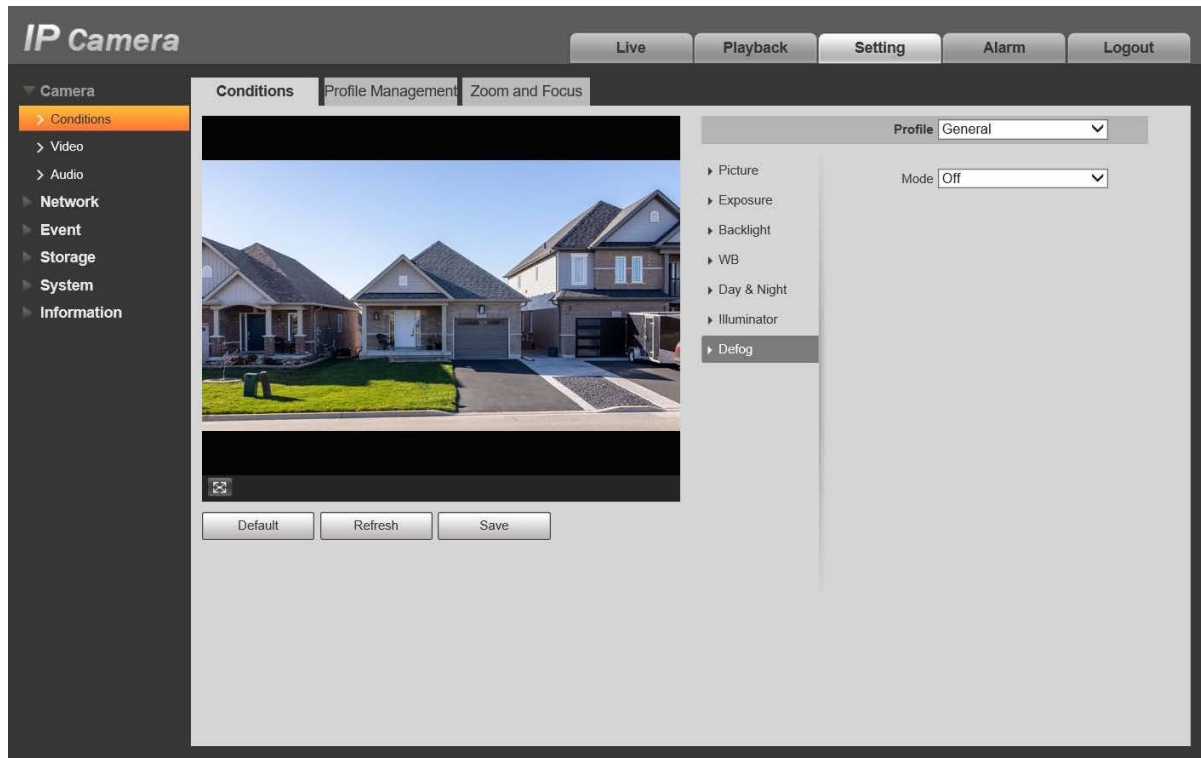 IP Camera
Live
Playback
Setting
Alarm
Logout
Camera
Conditions
Video
Audio
Network
Event
Storage
System
Information
Conditions
Profile Management
Zoom and Focus
Profile General
Picture
Exposure
Backlight
WB
Day & Night
Illuminator
Defog
Mode Off
Default
Refresh
Save